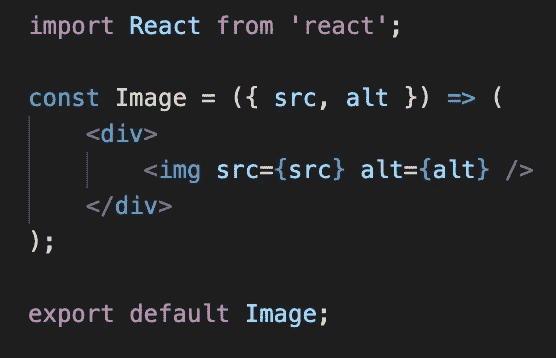 import React from 'react';
const Image = ({ src, alt }) => (
<div>
<img src={src} alt={alt} />
</div>
);
export default Image;